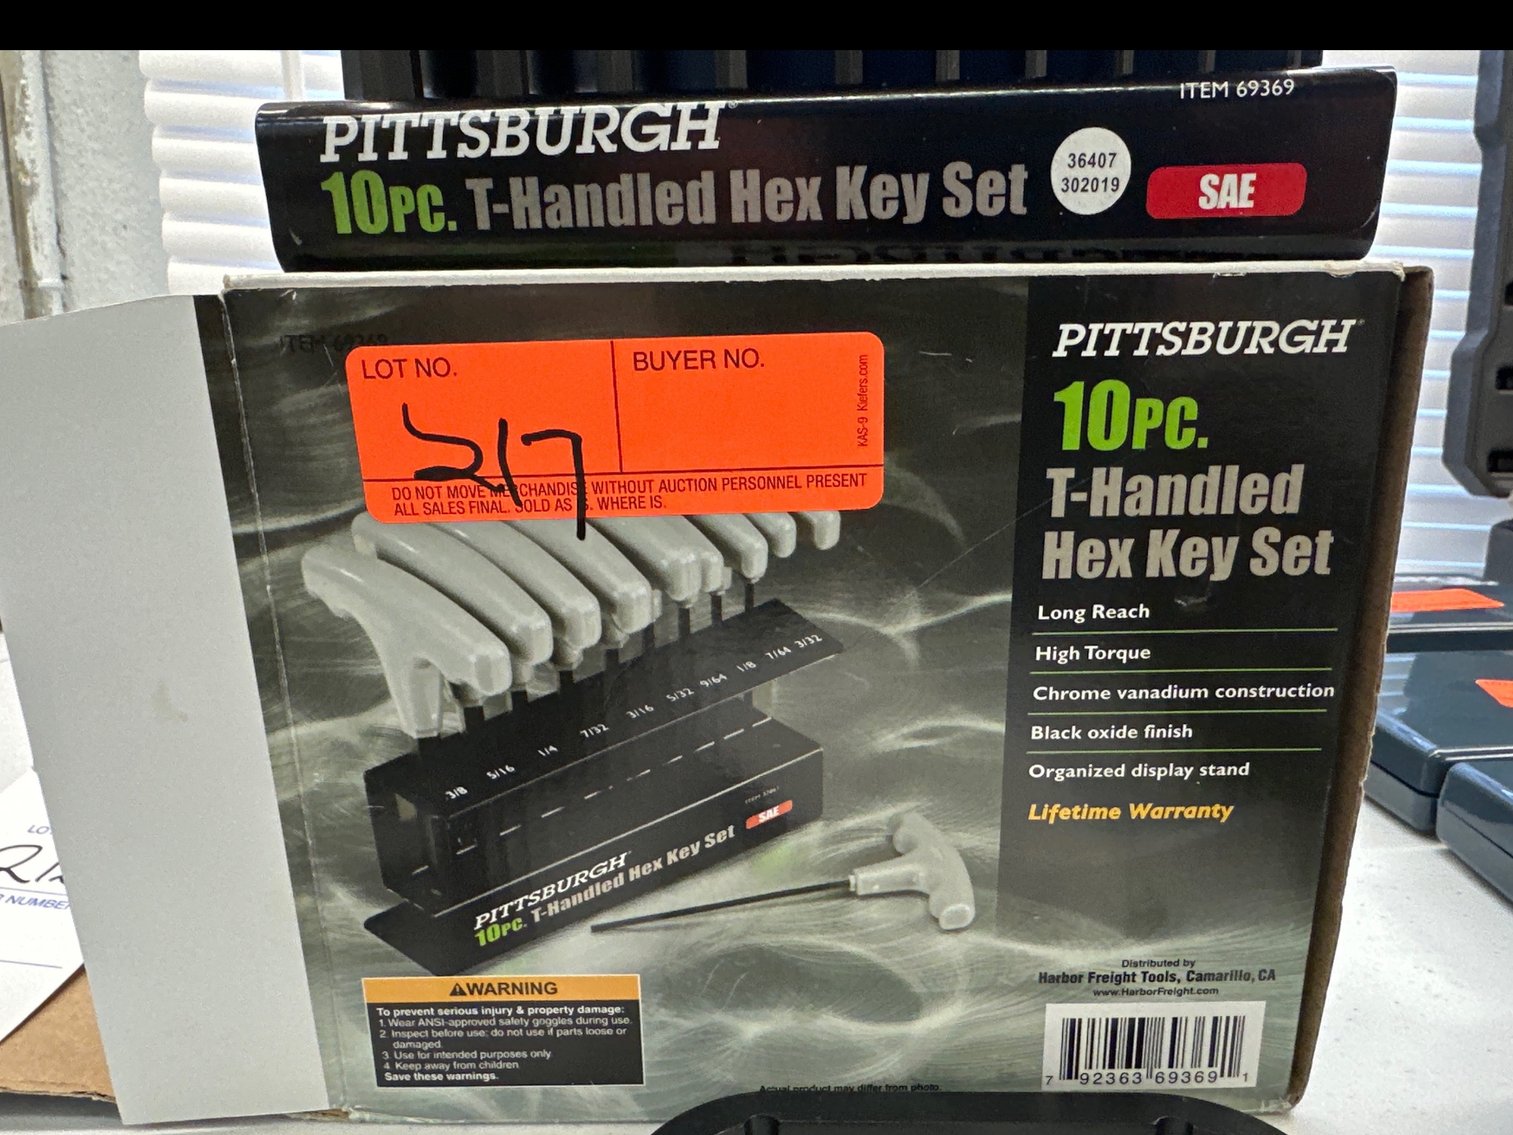 ITEM 69369
PITTSBURGH®
10PC. T-Handled Hex Key Set
36407
302019
SAE
LOT NO.
217
BUYER NO.
KAS-9 Kiefers.com
DO NOT MOVE MERCHANDISE WITHOUT AUCTION PERSONNEL PRESENT
ALL SALES FINAL. SOLD AS IS. WHERE IS.
PITTSBURGH
10PC.
T-Handled
Hex Key Set
Long Reach
High Torque
Chrome vanadium construction
Black oxide finish
Organized display stand
Lifetime Warranty
3/8 5/16 1/4 7/32 3/16 5/32 9/64 1/8 7/64 3/32
PITTSBURGH
10PC. T-Handled Hex Key Set
SAE
⚠WARNING
To prevent serious injury & property damage:
1. Wear ANSI-approved safety goggles during use.
2. Inspect before use; do not use if parts loose or
damaged.
3. Use for intended purposes only.
4. Keep away from children
Save these warnings.
Distributed by
Harbor Freight Tools, Camarillo, CA
www.HarborFreight.com
7 92363 69369 1
Actual product may differ from photo.